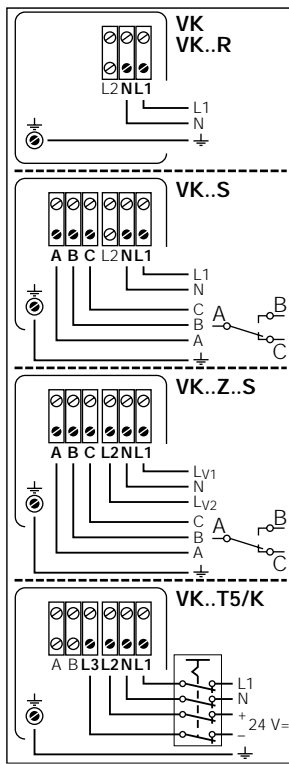 VK
VK..R
L2 N L1
L1
N
VK..S
A B C L2 N L1
L1
N
C
B
A
A
B
C
VK..Z..S
A B C L2 N L1
LV1
N
LV2
C
B
A
A
B
C
VK..T5/K
A B L3 L2 N L1
L1
N
+
24 V=
–